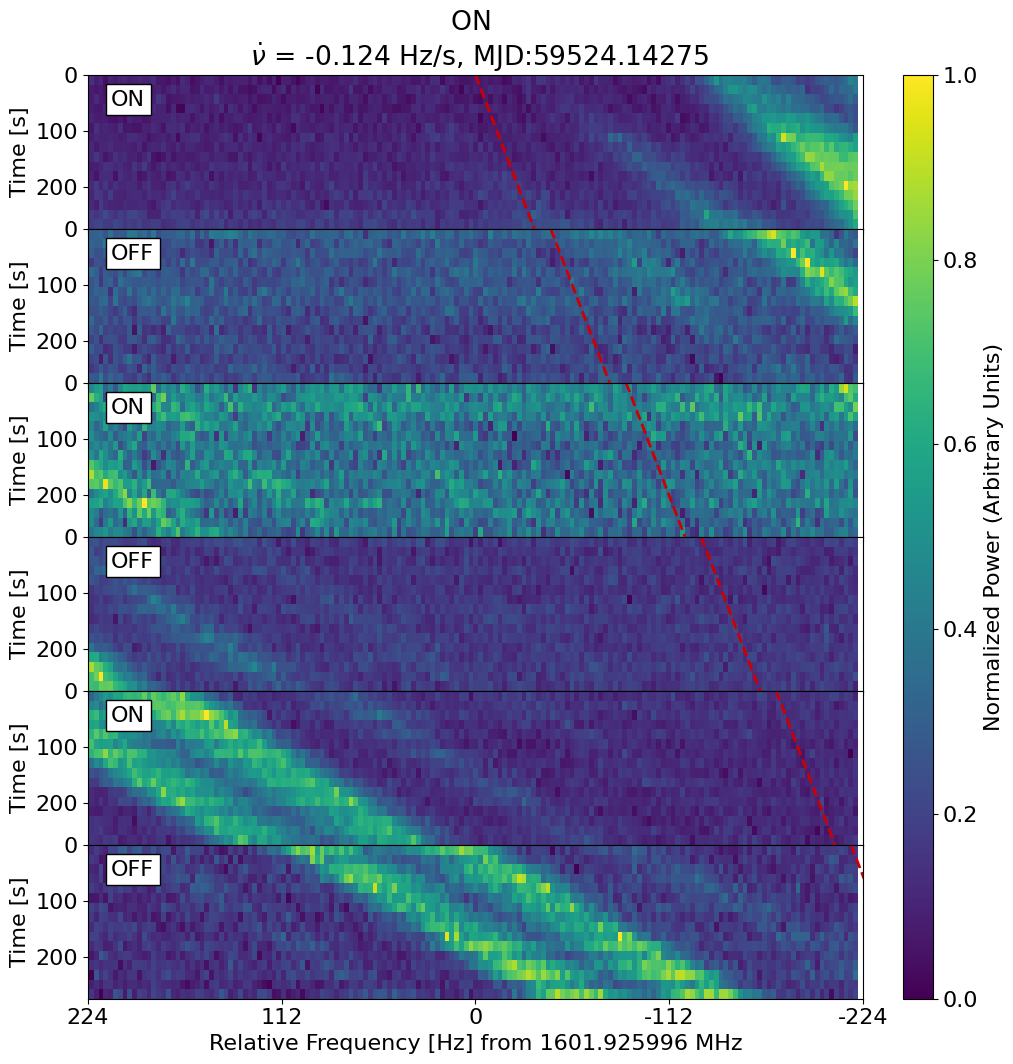 ON
ν̇ = -0.124 Hz/s, MJD:59524.14275
0
ON
100
200
Time [s]
0
OFF
100
200
Time [s]
0
ON
100
200
Time [s]
0
OFF
100
200
Time [s]
0
ON
100
200
Time [s]
0
OFF
100
200
Time [s]
224 112 0 -112 -224
Relative Frequency [Hz] from 1601.925996 MHz
1.0
0.8
0.6
0.4
0.2
0.0
Normalized Power (Arbitrary Units)